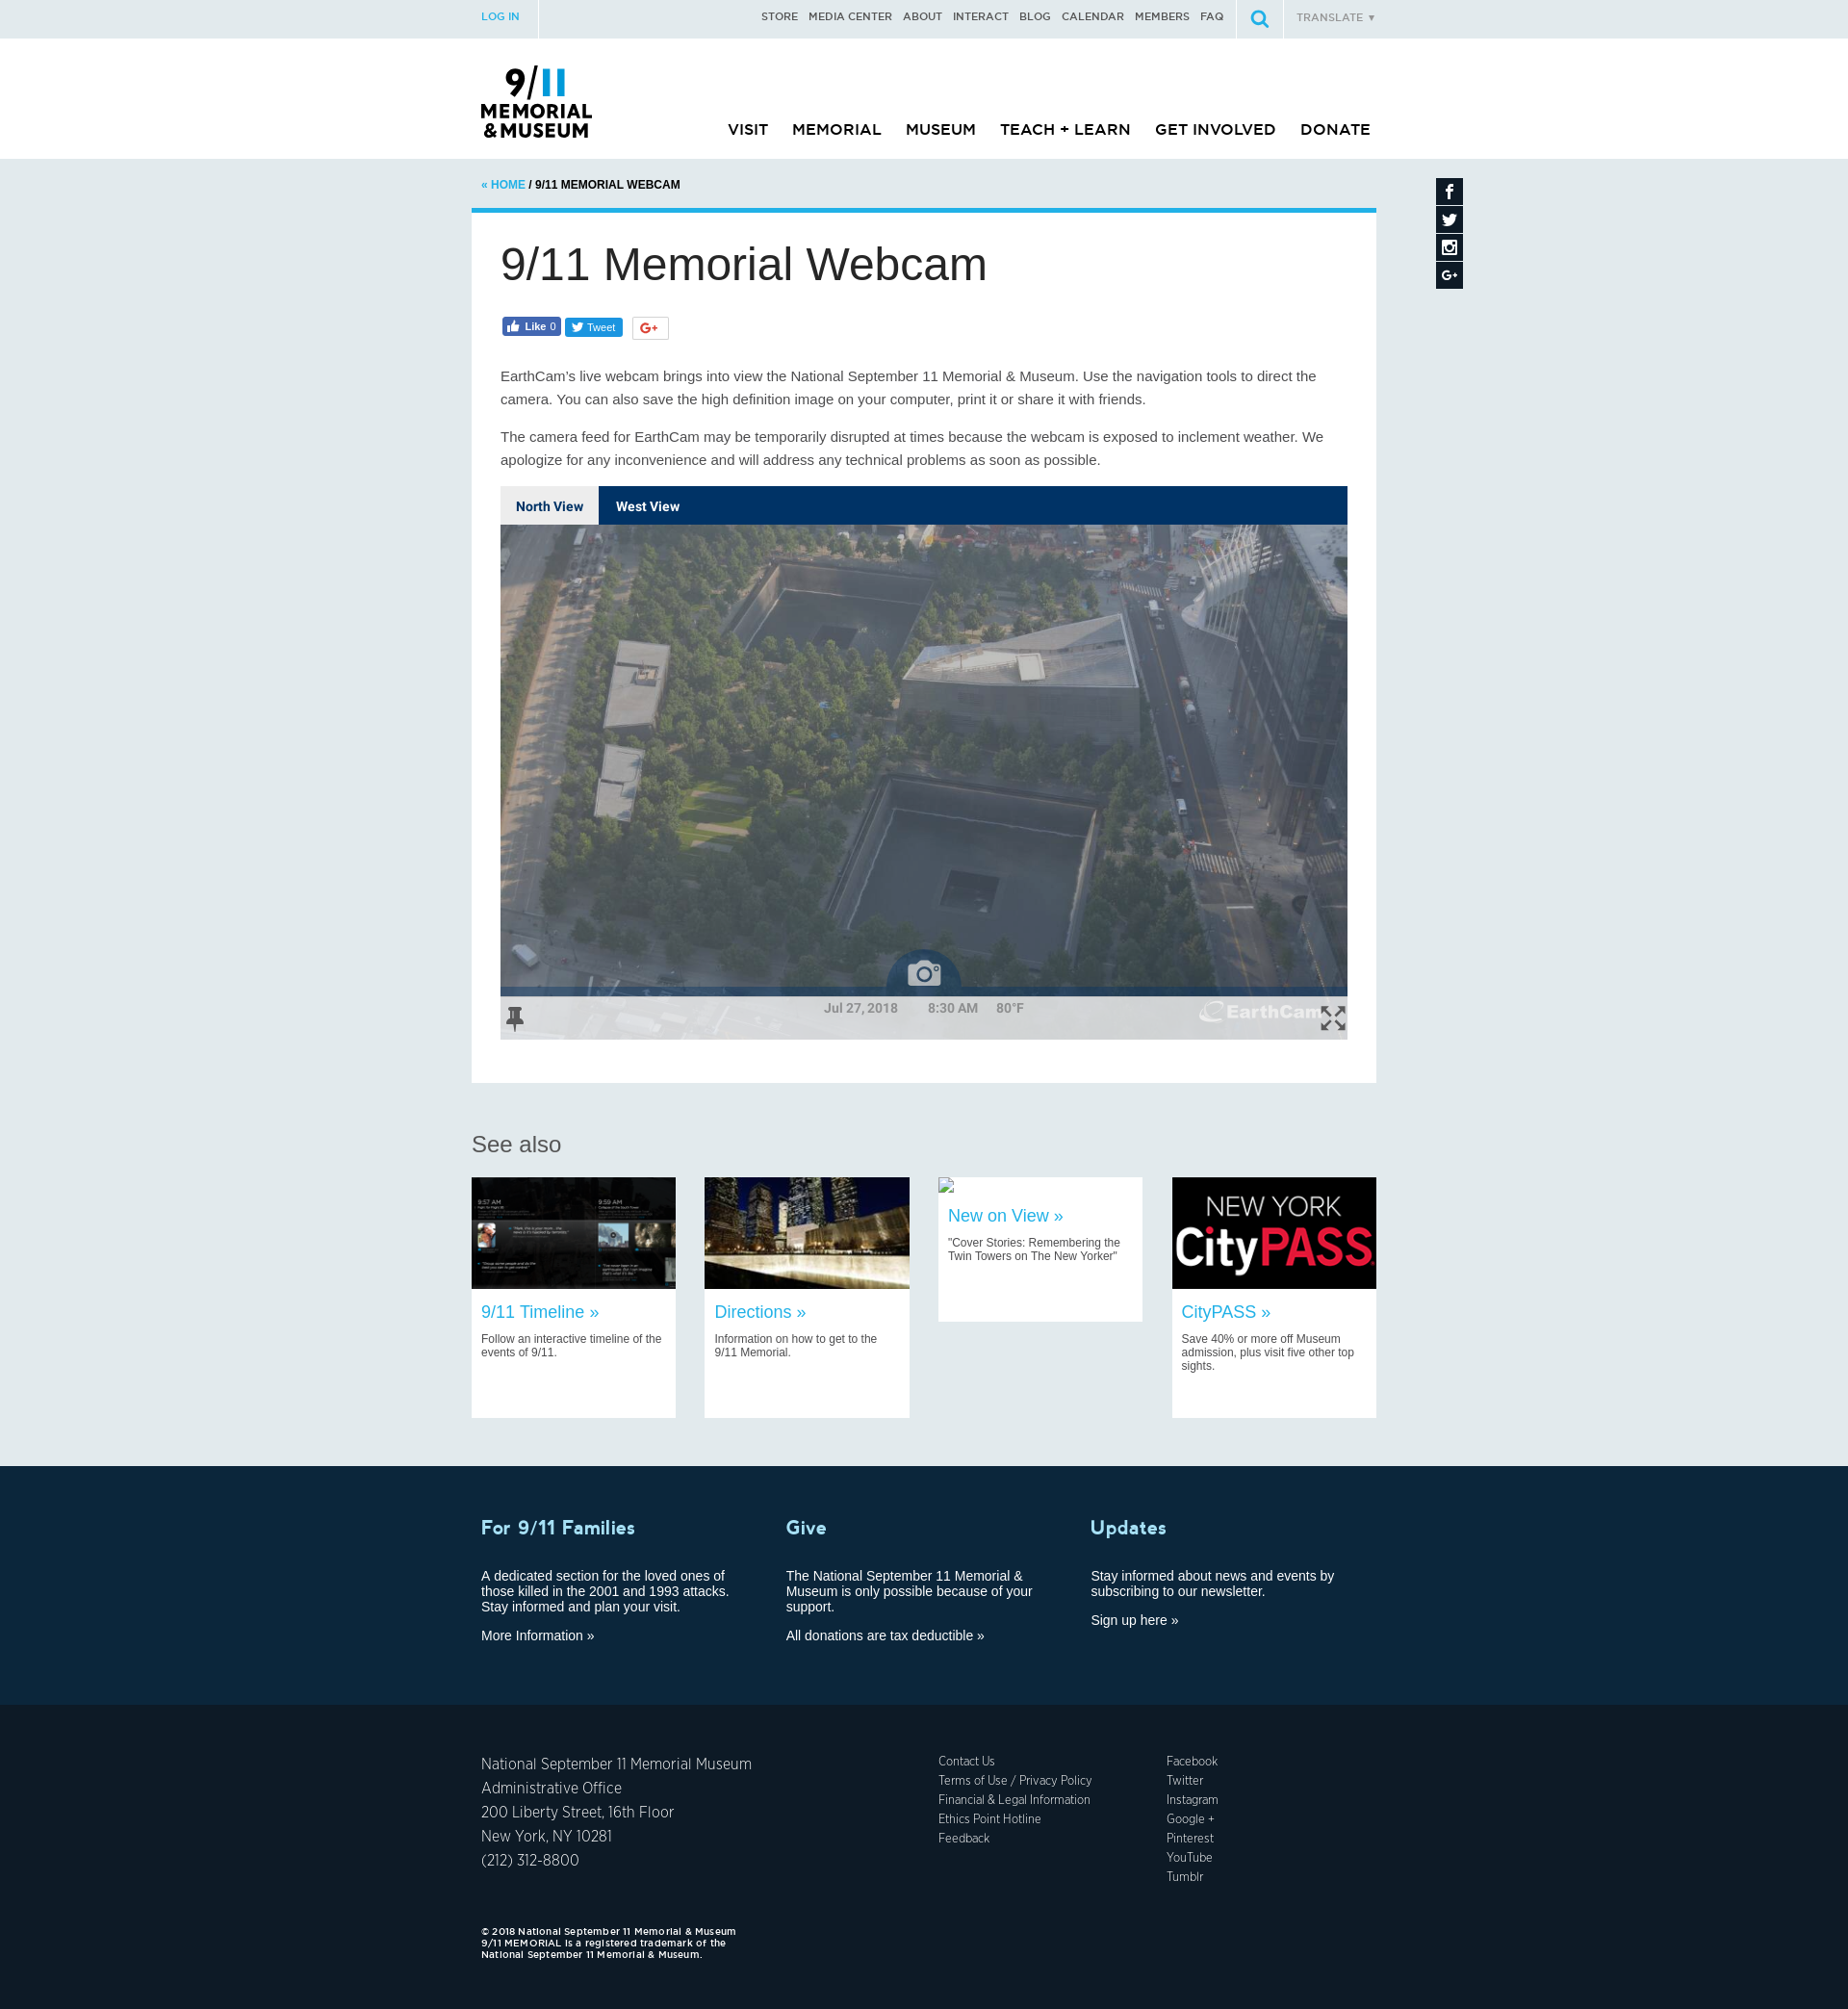 LOG IN
STORE MEDIA CENTER ABOUT INTERACT BLOG CALENDAR MEMBERS FAQ
TRANSLATE ▼
9/11
MEMORIAL
&MUSEUM
VISIT MEMORIAL MUSEUM TEACH + LEARN GET INVOLVED DONATE
« HOME / 9/11 MEMORIAL WEBCAM
9/11 Memorial Webcam
Like 0
Tweet
G+
EarthCam's live webcam brings into view the National September 11 Memorial & Museum. Use the navigation tools to direct the
camera. You can also save the high definition image on your computer, print it or share it with friends.
The camera feed for EarthCam may be temporarily disrupted at times because the webcam is exposed to inclement weather. We
apologize for any inconvenience and will address any technical problems as soon as possible.
North View West View
Jul 27, 2018 8:30 AM 80°F
EarthCam
See also
9:57 AM
9:59 AM
9/11 Timeline »
Follow an interactive timeline of the
events of 9/11.
Directions »
Information on how to get to the
9/11 Memorial.
New on View »
"Cover Stories: Remembering the
Twin Towers on The New Yorker"
NEW YORK
CityPASS
CityPASS »
Save 40% or more off Museum
admission, plus visit five other top
sights.
For 9/11 Families
A dedicated section for the loved ones of
those killed in the 2001 and 1993 attacks.
Stay informed and plan your visit.
More Information »
Give
The National September 11 Memorial &
Museum is only possible because of your
support.
All donations are tax deductible »
Updates
Stay informed about news and events by
subscribing to our newsletter.
Sign up here »
National September 11 Memorial Museum
Administrative Office
200 Liberty Street, 16th Floor
New York, NY 10281
(212) 312-8800
Contact Us
Terms of Use / Privacy Policy
Financial & Legal Information
Ethics Point Hotline
Feedback
Facebook
Twitter
Instagram
Google +
Pinterest
YouTube
Tumblr
© 2018 National September 11 Memorial & Museum
9/11 MEMORIAL is a registered trademark of the
National September 11 Memorial & Museum.